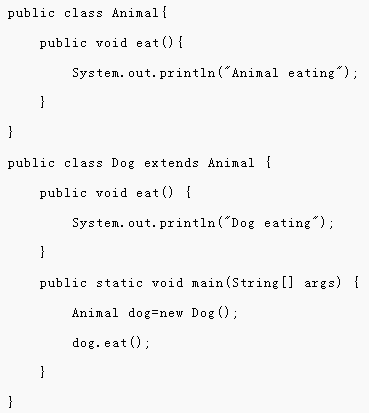 public class Animal{
    public void eat(){
        System.out.println("Animal eating");
    }
}
public class Dog extends Animal {
    public void eat() {
        System.out.println("Dog eating");
    }
    public static void main(String[] args) {
        Animal dog=new Dog();
        dog.eat();
    }
}